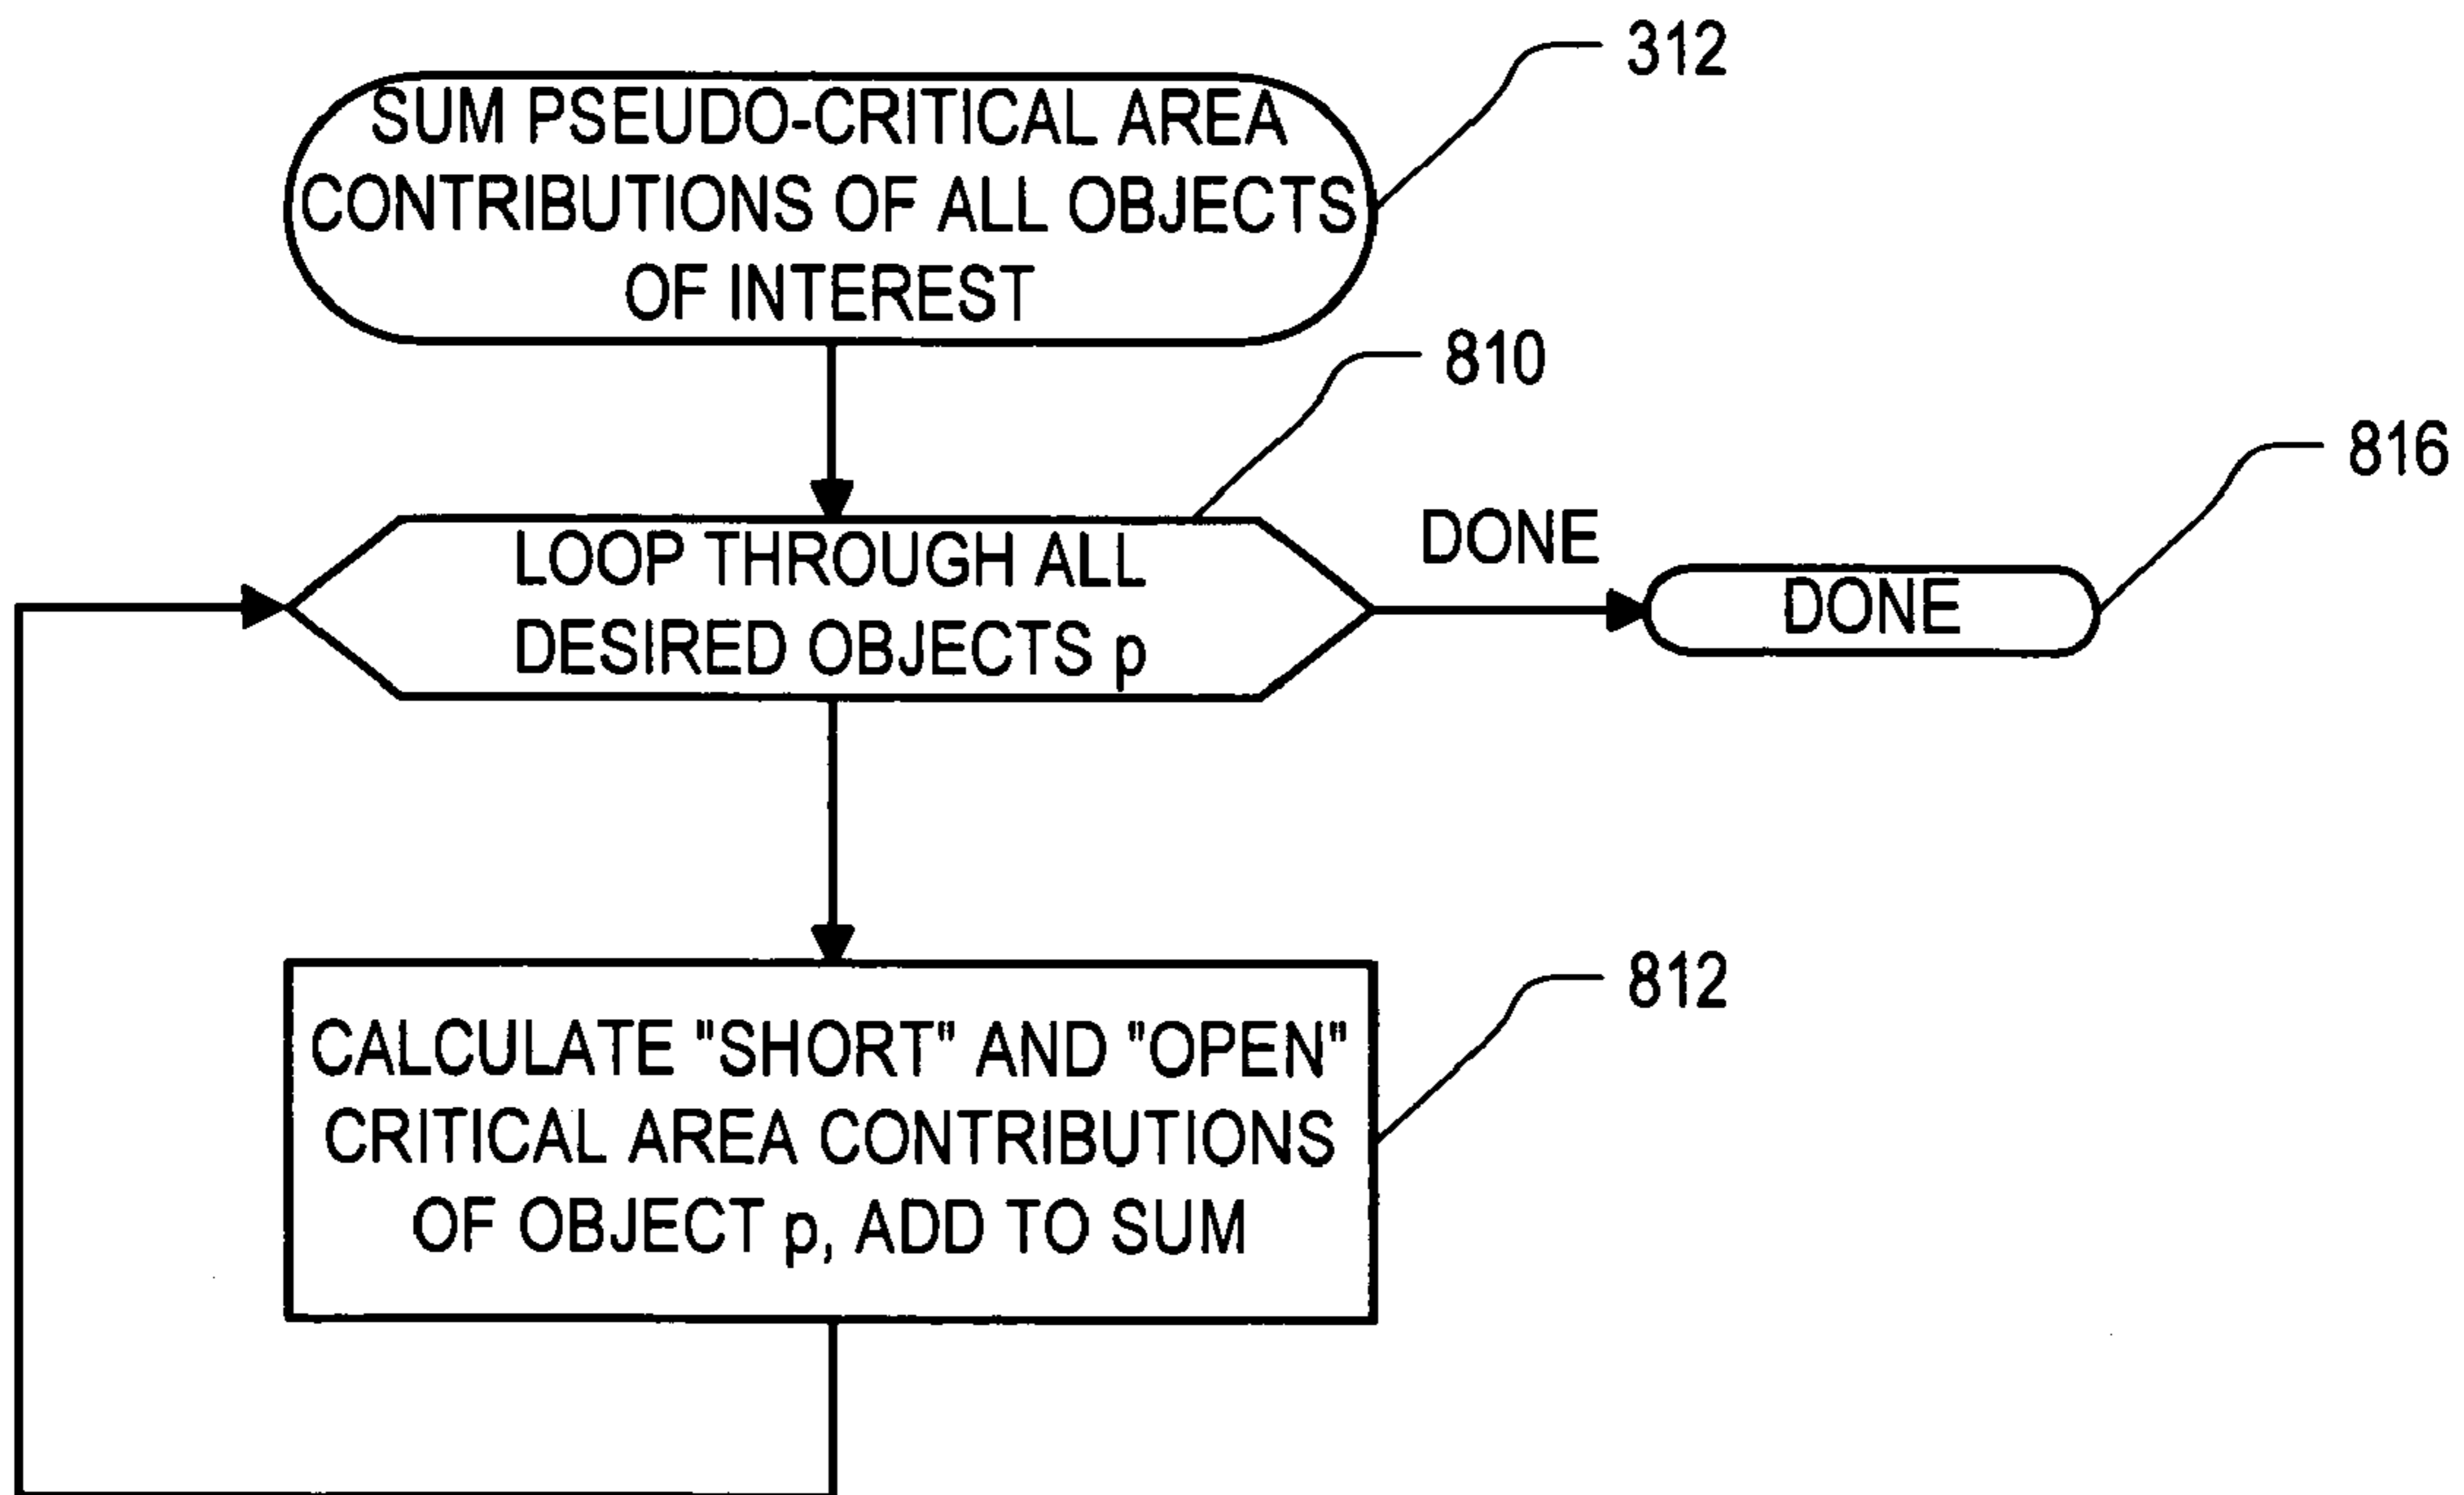 312
SUM PSEUDO-CRITICAL AREA
CONTRIBUTIONS OF ALL OBJECTS
OF INTEREST
810
816
LOOP THROUGH ALL
DESIRED OBJECTS p
DONE
DONE
812
CALCULATE "SHORT" AND "OPEN"
CRITICAL AREA CONTRIBUTIONS
OF OBJECT p, ADD TO SUM